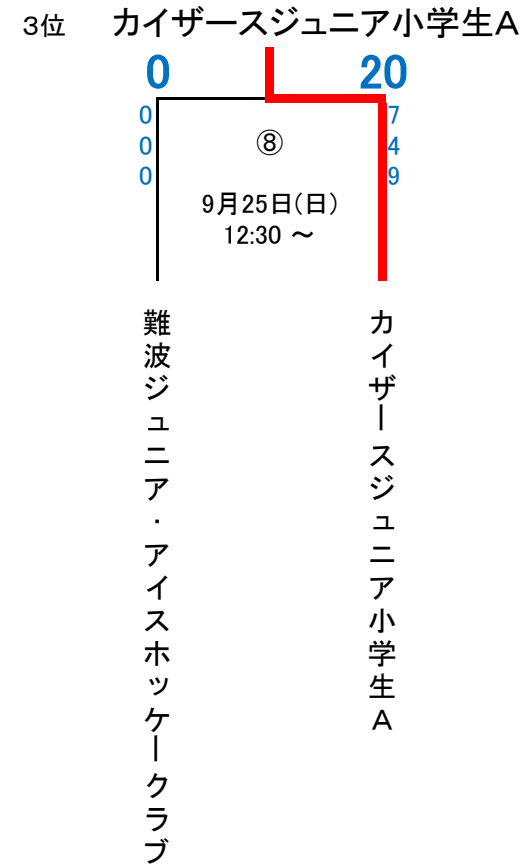 ３位 カイザースジュニア小学生A
0 20
0 7
0 4
0 9
⑧
9月25日(日)
12:30 ～
難波ジュニア・アイスホッケークラブ
カイザースジュニア小学生A